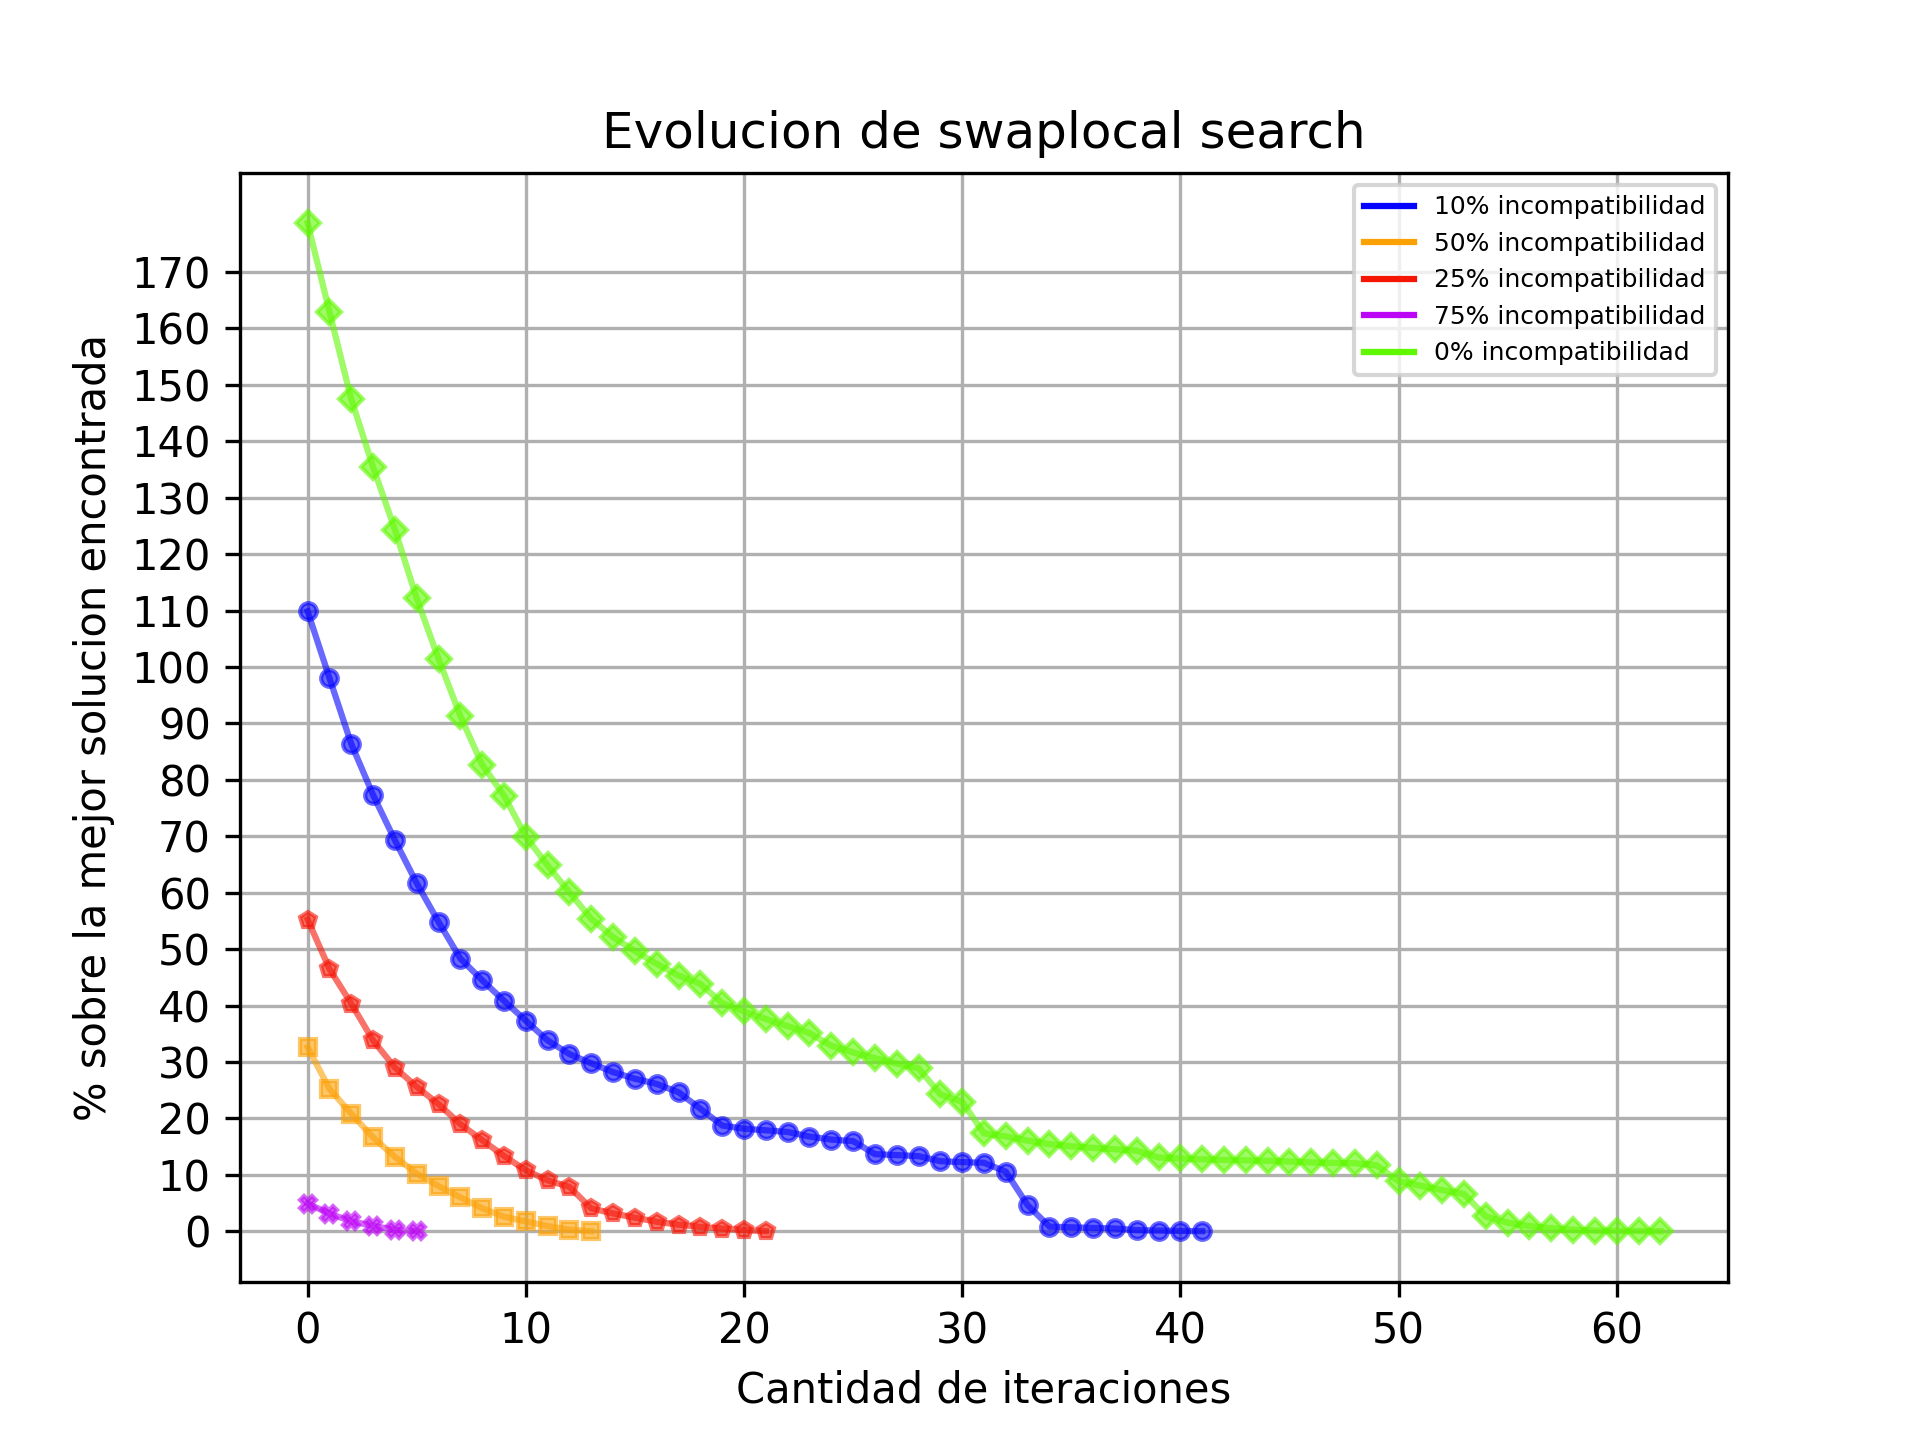 Evolucion de swaplocal search
% sobre la mejor solucion encontrada
170
160
150
140
130
120
110
100
90
80
70
60
50
40
30
20
10
0
10% incompatibilidad
50% incompatibilidad
25% incompatibilidad
75% incompatibilidad
0% incompatibilidad
0 10 20 30 40 50 60
Cantidad de iteraciones